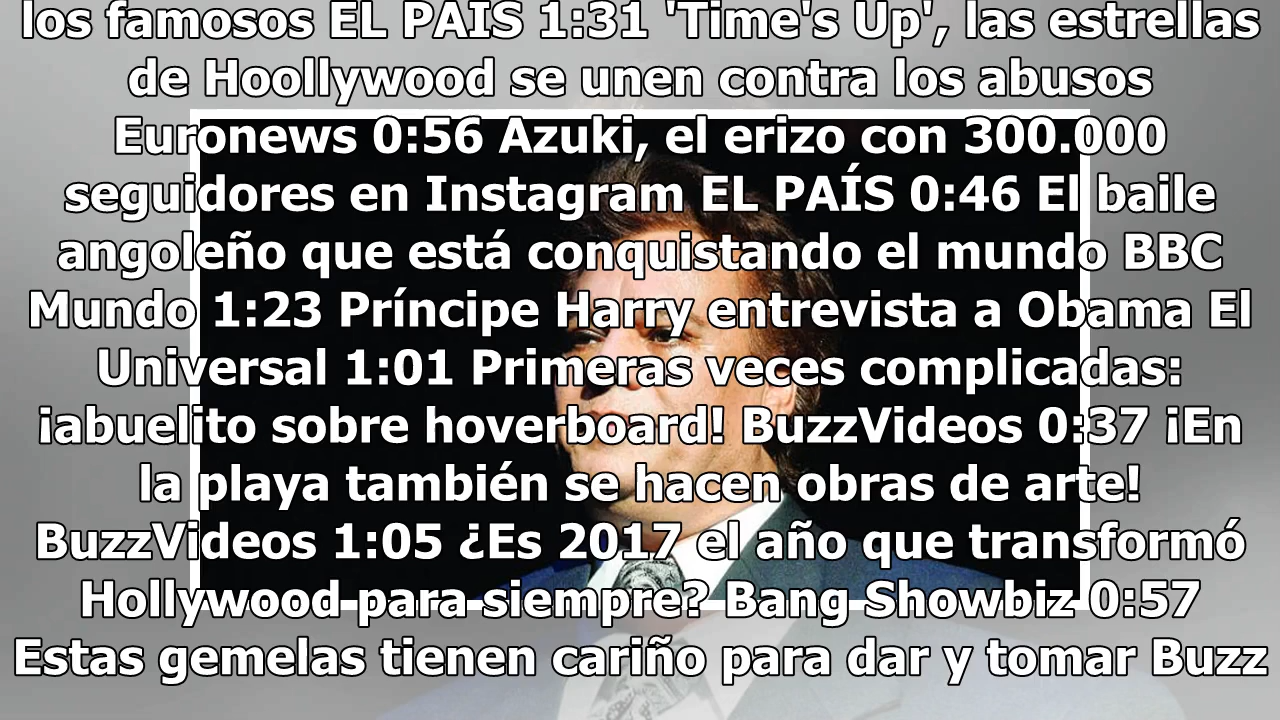 los famosos EL PAÍS 1:31 'Time's Up', las estrellas
de Hoollywood se unen contra los abusos
Euronews 0:56 Azuki, el erizo con 300.000
seguidores en Instagram EL PAÍS 0:46 El baile
angoleño que está conquistando el mundo BBC
Mundo 1:23 Príncipe Harry entrevista a Obama El
Universal 1:01 Primeras veces complicadas:
¡abuelito sobre hoverboard! BuzzVideos 0:37 ¡En
la playa también se hacen obras de arte!
BuzzVideos 1:05 ¿Es 2017 el año que transformó
Hollywood para siempre? Bang Showbiz 0:57
Estas gemelas tienen cariño para dar y tomar Buzz